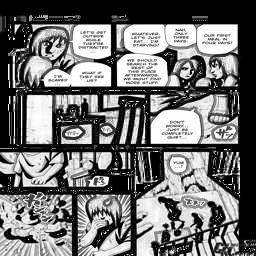 LET'S GET
OUTSIDE
WHILE
THEY'RE
DISTRACTED!
WHATEVER.
LET'S JUST
EAT... I'M
STARVING!
NAH,
ONLY
THREE
DAYS.
OUR FIRST
MEAL IN
FOUR DAYS!
I'M
SCARED!
WHAT IF
THEY SEE
US?
WE SHOULD
SEARCH THE
REST OF
THIS PLACE
AFTERWARDS.
WE MIGHT FIND
MORE STUFF.
DON'T
WORRY...
JUST BE
COMPLETELY
QUIET...